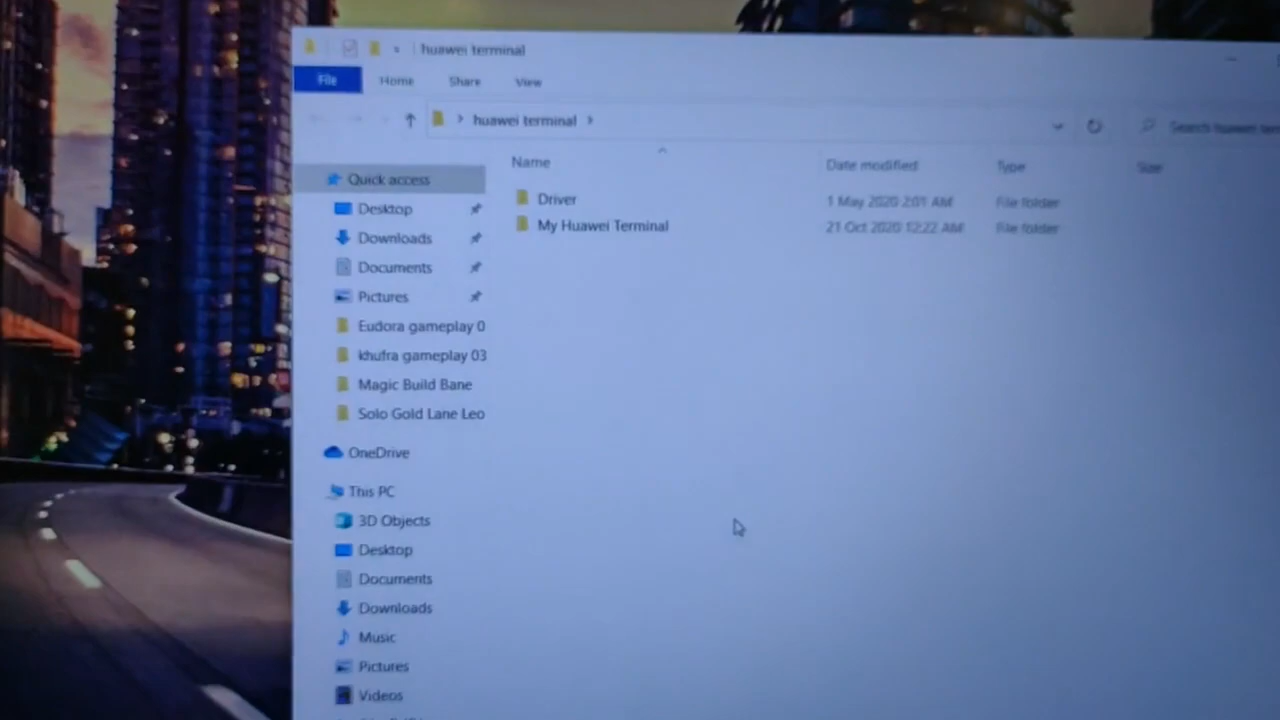 huawei terminal
File Home Share View
huawei terminal
Search huawei
Name Date modified Type Size
Quick access
Driver 1 May 2020 2:01 AM File folder
My Huawei Terminal 21 Oct 2020 12:22 AM File folder
Desktop
Downloads
Documents
Pictures
Eudora gameplay 0
khufra gameplay 03
Magic Build Bane
Solo Gold Lane Leo
OneDrive
This PC
3D Objects
Desktop
Documents
Downloads
Music
Pictures
Videos